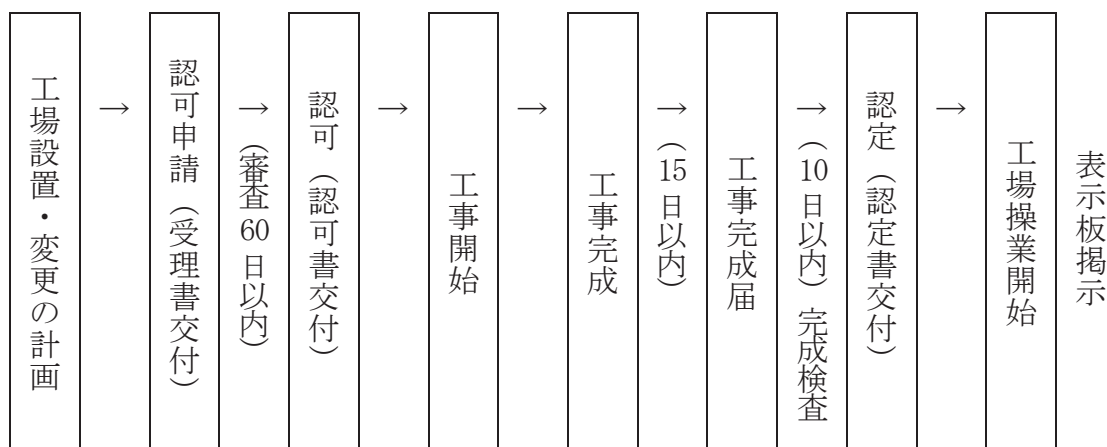 工場設置・変更の計画
→
認可申請(受理書交付)
→(審査60日以内)
認可(認可書交付)
→
工事開始
→
工事完成
→(15日以内)
工事完成届
→(10日以内)完成検査
認定(認定書交付)
→
工場操業開始
表示板掲示